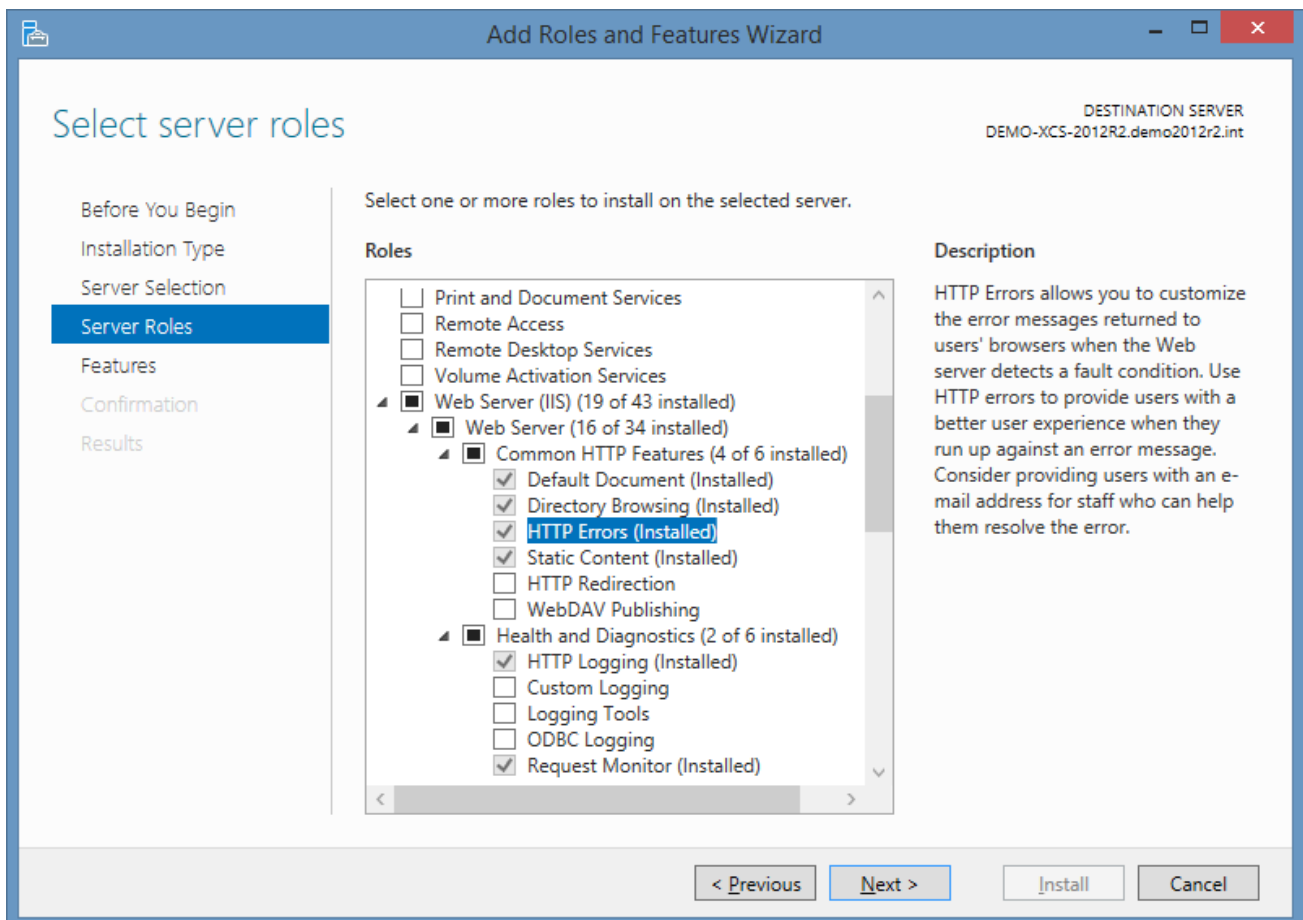 Add Roles and Features Wizard
Select server roles
DESTINATION SERVER
DEMO-XCS-2012R2.demo2012r2.int
Before You Begin
Installation Type
Server Selection
Server Roles
Features
Confirmation
Results
Select one or more roles to install on the selected server.
Roles
Print and Document Services
Remote Access
Remote Desktop Services
Volume Activation Services
Web Server (IIS) (19 of 43 installed)
Web Server (16 of 34 installed)
Common HTTP Features (4 of 6 installed)
Default Document (Installed)
Directory Browsing (Installed)
HTTP Errors (Installed)
Static Content (Installed)
HTTP Redirection
WebDAV Publishing
Health and Diagnostics (2 of 6 installed)
HTTP Logging (Installed)
Custom Logging
Logging Tools
ODBC Logging
Request Monitor (Installed)
Description
HTTP Errors allows you to customize
the error messages returned to
users' browsers when the Web
server detects a fault condition. Use
HTTP errors to provide users with a
better user experience when they
run up against an error message.
Consider providing users with an e-
mail address for staff who can help
them resolve the error.
< Previous
Next >
Install
Cancel